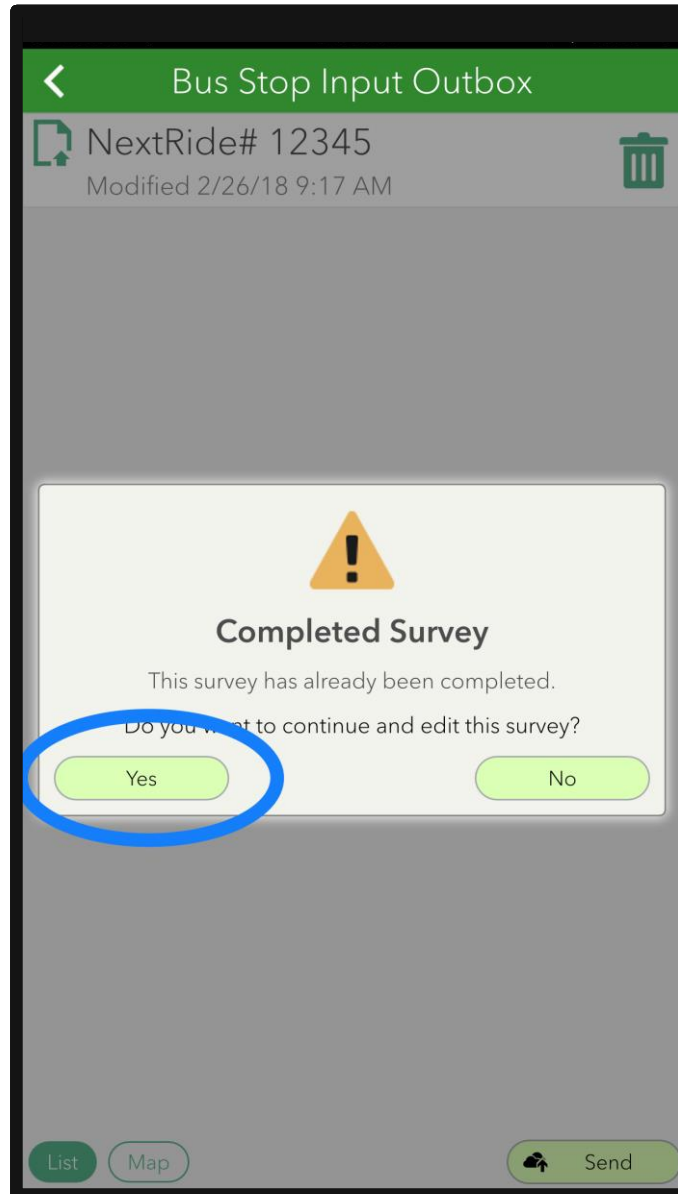 Bus Stop Input Outbox
NextRide# 12345
Modified 2/26/18 9:17 AM
Completed Survey
This survey has already been completed.
Do you want to continue and edit this survey?
Yes
No
List
Map
Send